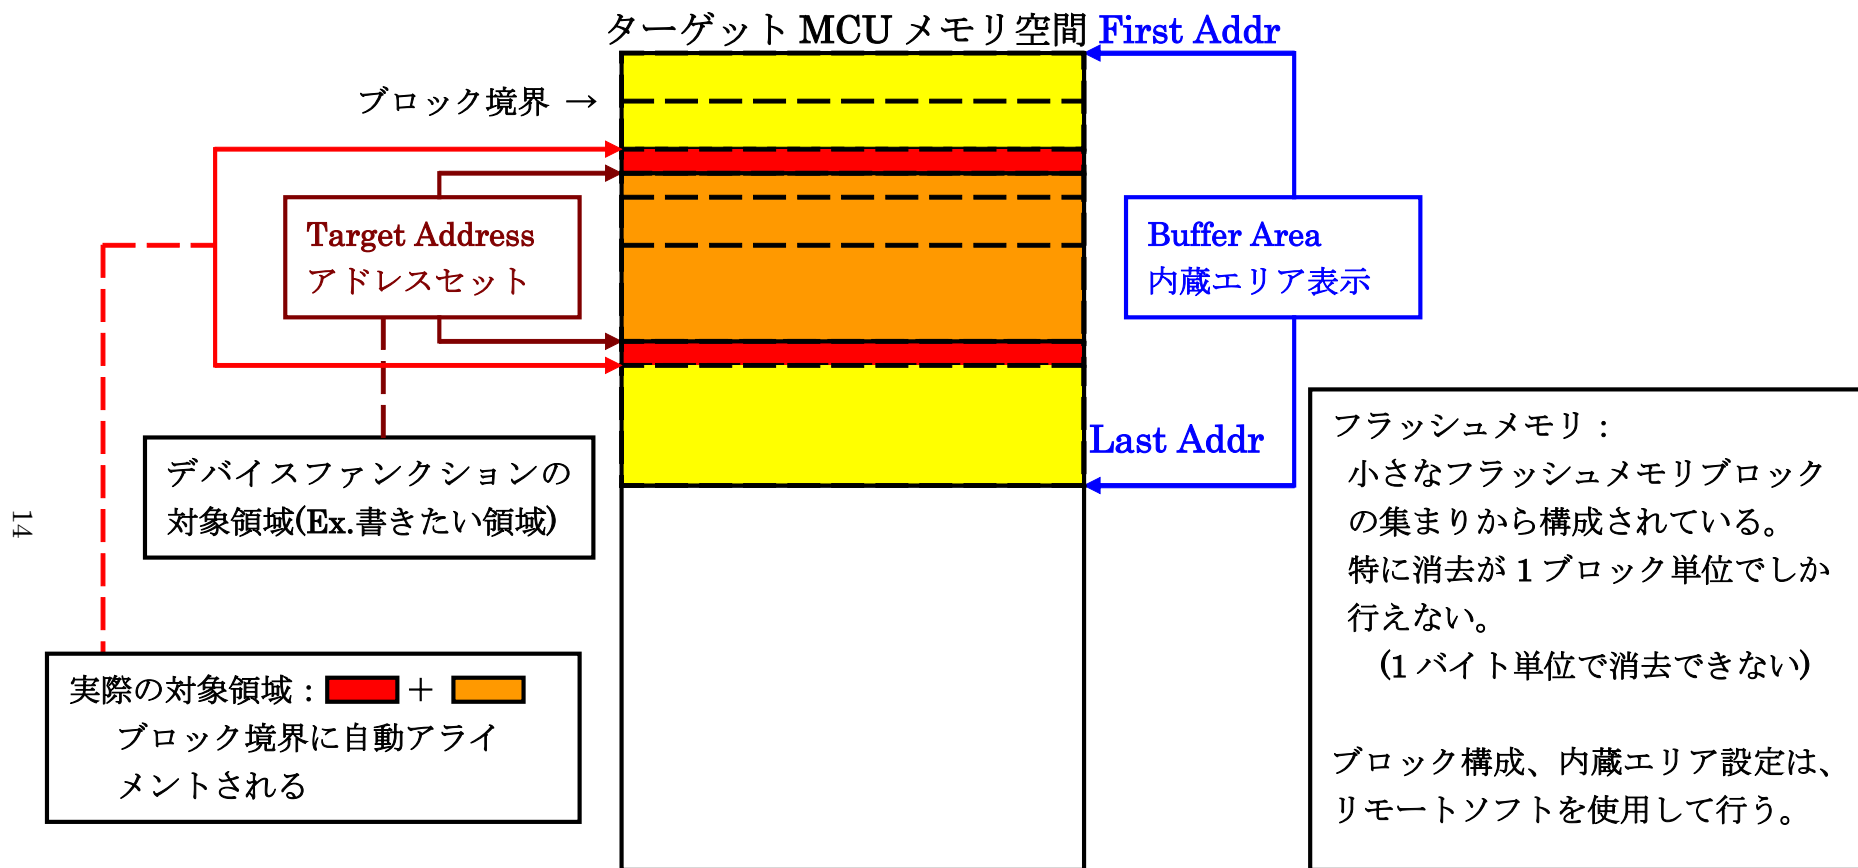 ターゲット MCU メモリ空間 First Addr
ブロック境界 →
Target Address
アドレスセット
Buffer Area
内蔵エリア表示
Last Addr
デバイスファンクションの
対象領域(Ex.書きたい領域)
14
実際の対象領域： ＋
ブロック境界に自動アライ
メントされる
フラッシュメモリ：
小さなフラッシュメモリブロック
の集まりから構成されている。
特に消去が 1 ブロック単位でしか
行えない。
(1 バイト単位で消去できない)
ブロック構成、内蔵エリア設定は、
リモートソフトを使用して行う。